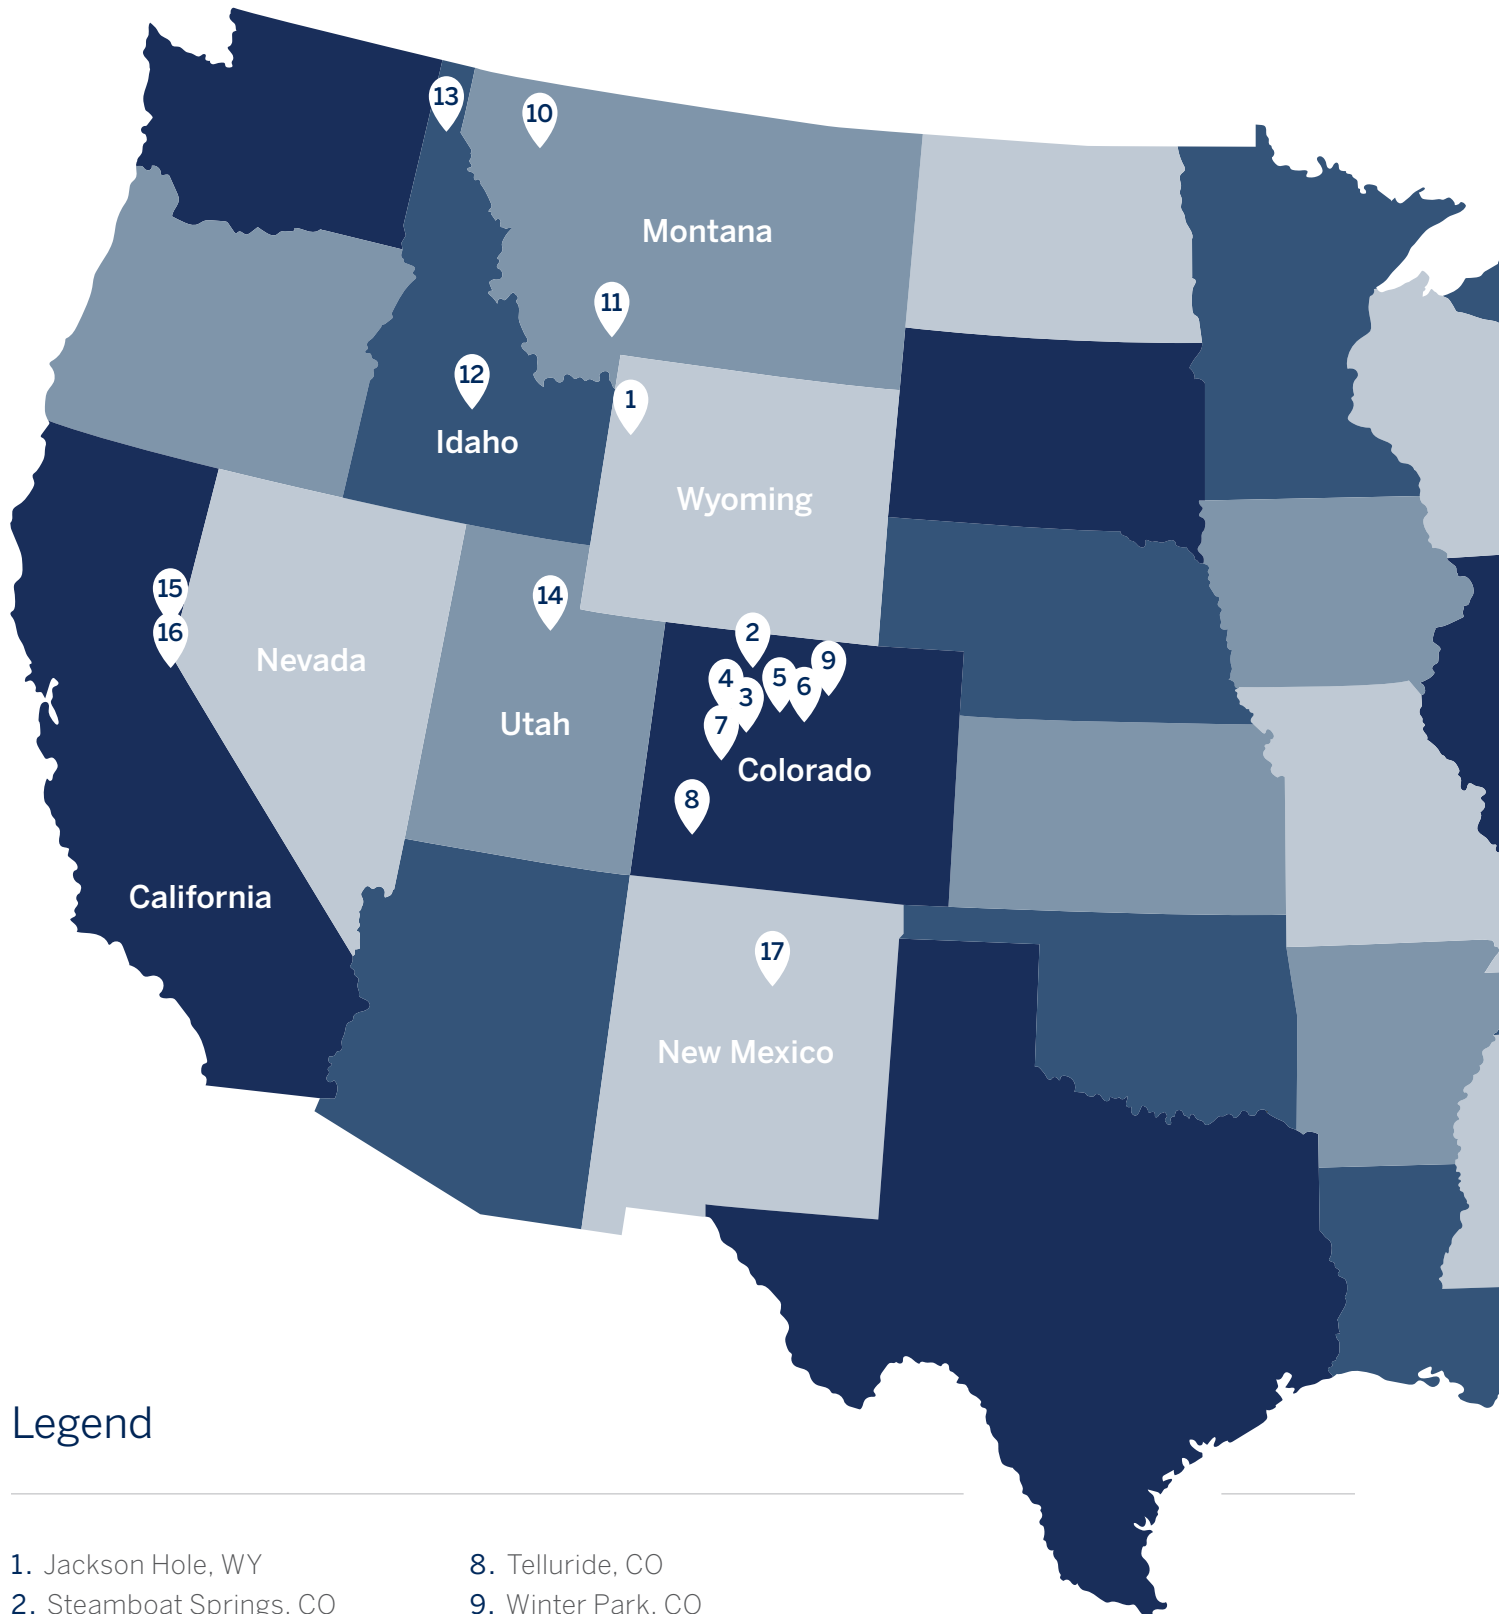 13
10
Montana
11
12
1
Idaho
Wyoming
15
14
16
2
Nevada
9
4
5
6
3
Utah
7
Colorado
8
California
17
New Mexico
Legend
1. Jackson Hole, WY
2. Steamboat Springs, CO
8. Telluride, CO
9. Winter Park, CO